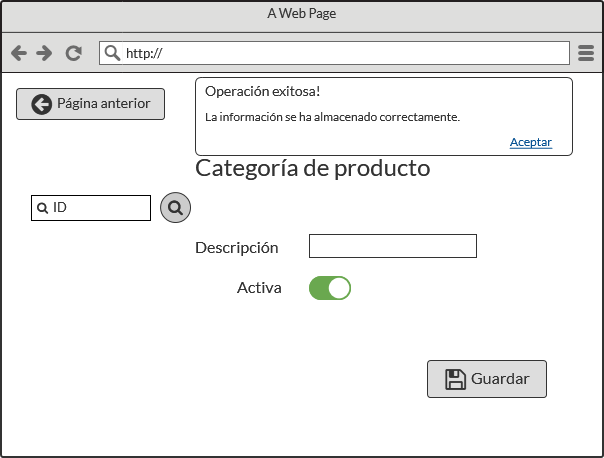 A Web Page
http://
Página anterior
Operación exitosa!
La información se ha almacenado correctamente.
Aceptar
Categoría de producto
ID
Descripción
Activa
Guardar